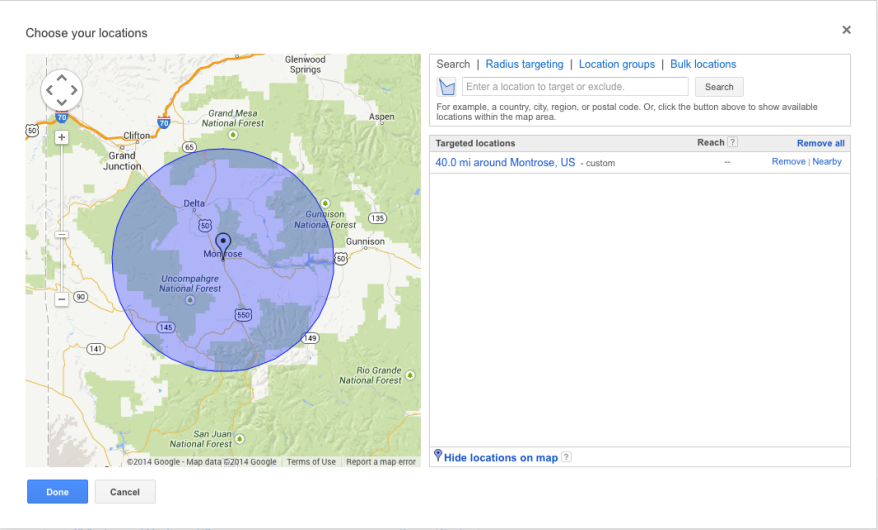 Choose your locations
×
Search | Radius targeting | Location groups | Bulk locations
Enter a location to target or exclude.
Search
For example, a country, city, region, or postal code. Or, click the button above to show available
locations within the map area.
Targeted locations Reach ? Remove all
40.0 mi around Montrose, US - custom -- Remove | Nearby
Hide locations on map ?
Glenwood
Springs
70
70
50
Grand Mesa
National Forest
Aspen
Clifton
Grand
Junction
65
Delta
50
Gunnison
National Forest
135
Gunnison
Montrose
50
Uncompahgre
National Forest
90
550
145
149
141
Rio Grande
National Forest
San Juan
National Forest
©2014 Google - Map data ©2014 Google Terms of Use Report a map error
Done Cancel